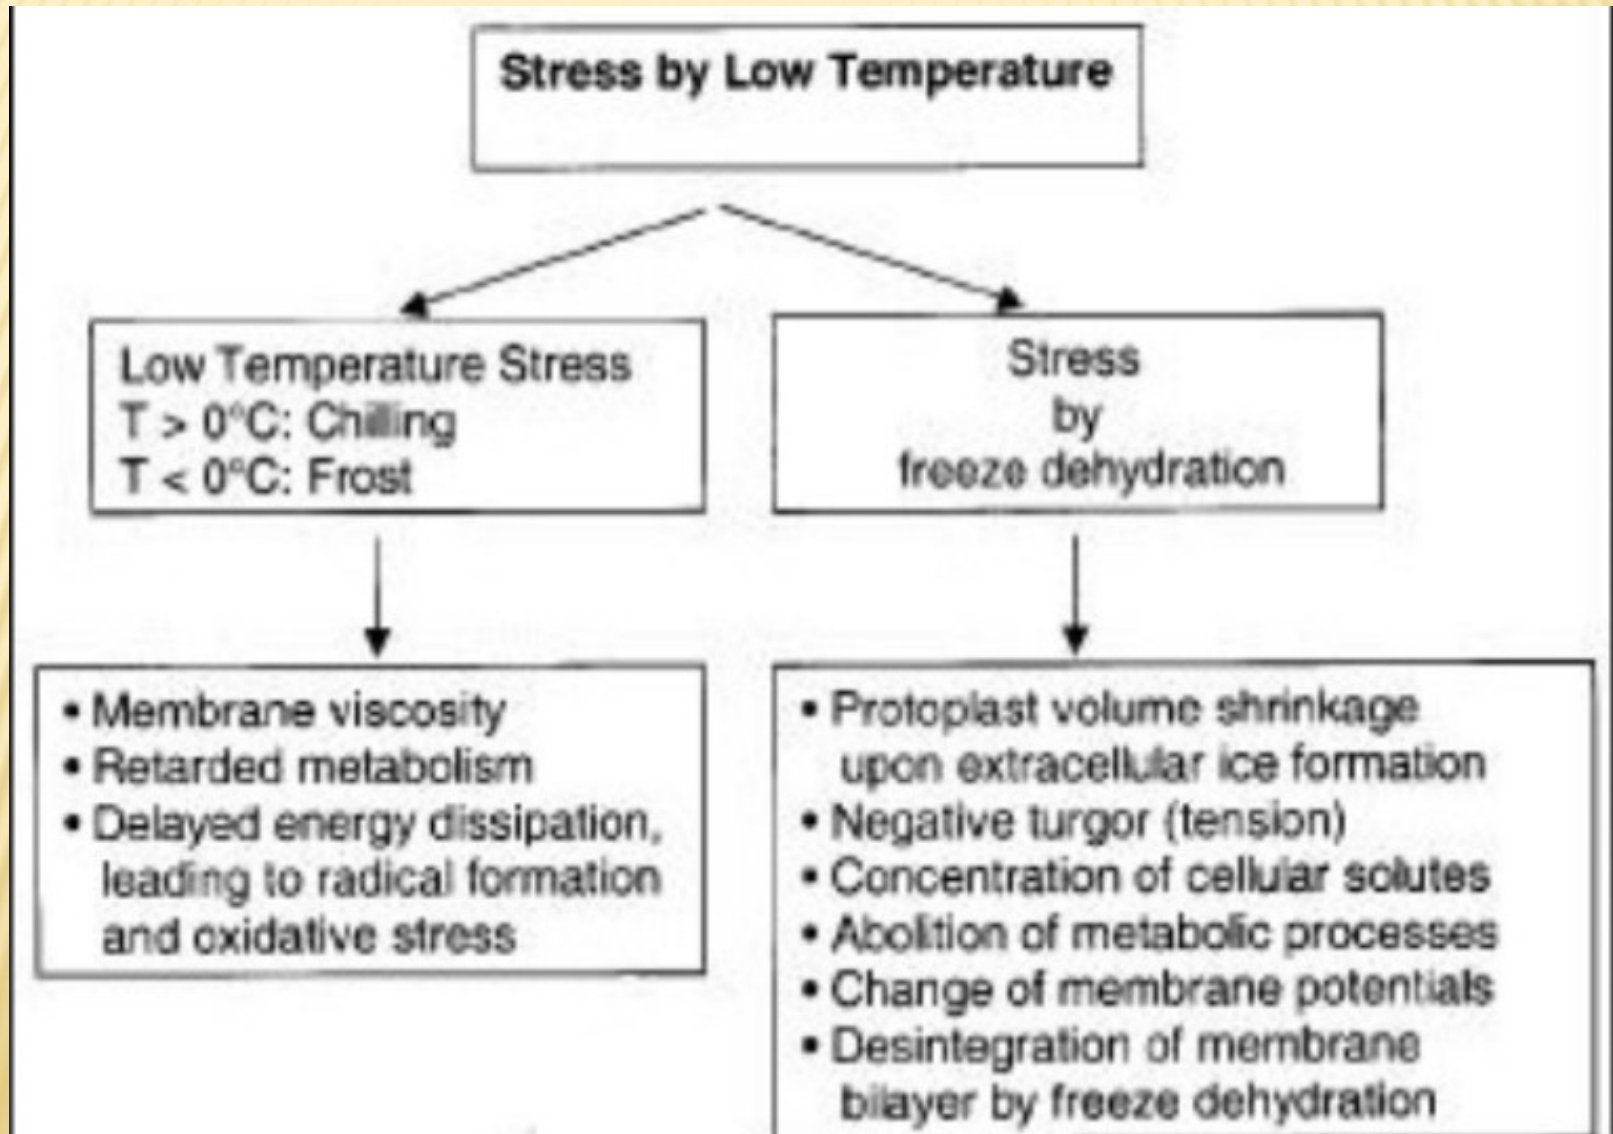 Stress by Low Temperature
Low Temperature Stress
T > 0°C: Chilling
T < 0°C: Frost
Stress
by
freeze dehydration
• Membrane viscosity
• Retarded metabolism
• Delayed energy dissipation,
leading to radical formation
and oxidative stress
• Protoplast volume shrinkage
upon extracellular ice formation
• Negative turgor (tension)
• Concentration of cellular solutes
• Abolition of metabolic processes
• Change of membrane potentials
• Desintegration of membrane
bilayer by freeze dehydration